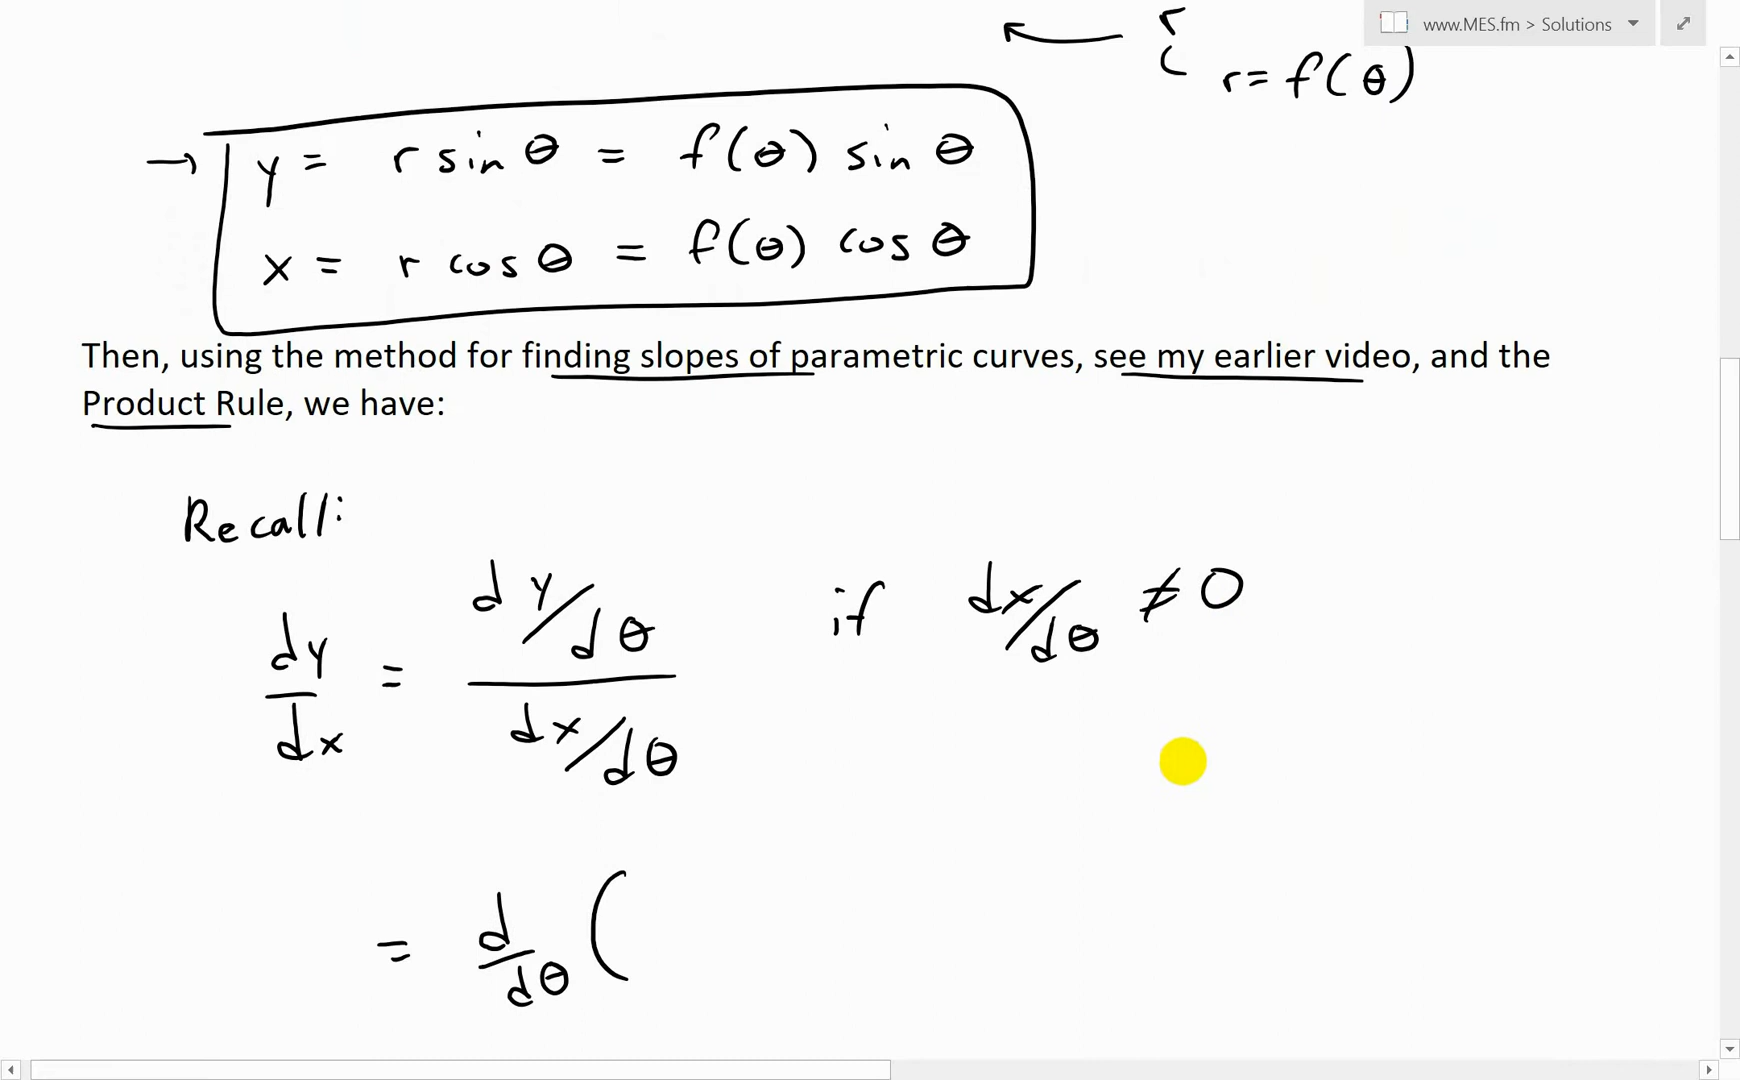 www.MES.fm > Solutions
r = f(θ)
→ y = r sin θ = f(θ) sin θ
x = r cos θ = f(θ) cos θ
Then, using the method for finding slopes of parametric curves, see my earlier video, and the
Product Rule, we have:
Recall:
dy/dx = (dy/dθ)/(dx/dθ) if dx/dθ ≠ 0
= d/dθ (